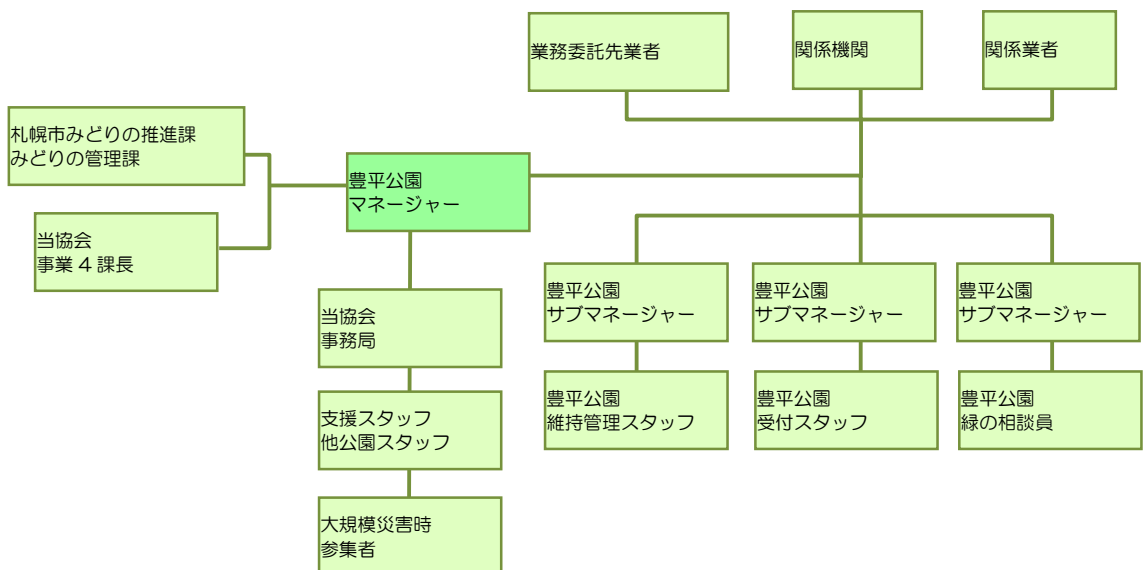 業務委託先業者
関係機関
関係業者
札幌市みどりの推進課
みどりの管理課
豊平公園
マネージャー
当協会
事業 4 課長
豊平公園
サブマネージャー
豊平公園
サブマネージャー
豊平公園
サブマネージャー
当協会
事務局
豊平公園
維持管理スタッフ
豊平公園
受付スタッフ
豊平公園
緑の相談員
支援スタッフ
他公園スタッフ
大規模災害時
参集者